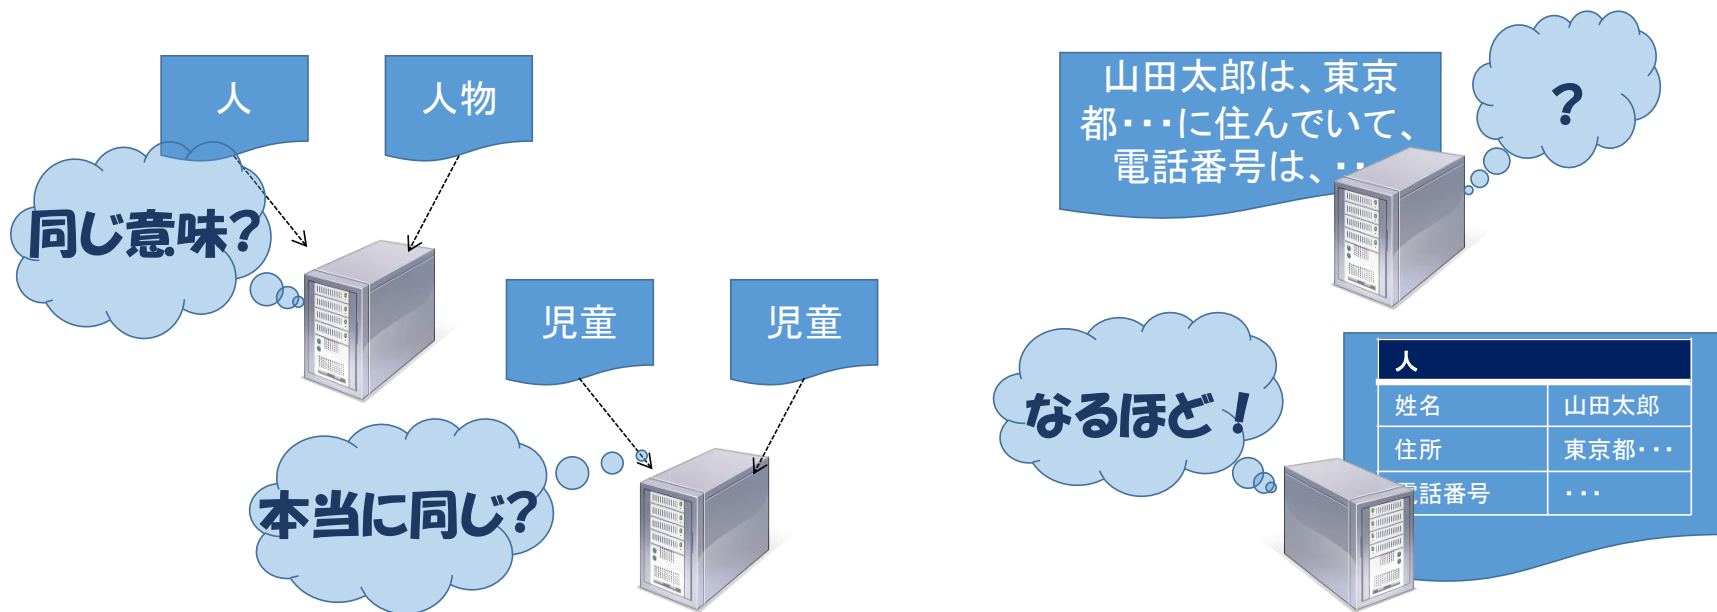 人
人物
同じ意味?
児童
児童
本当に同じ?
山田太郎は、東京
都・・・に住んでいて、
電話番号は、・・
?
なるほど!
人
姓名 山田太郎
住所 東京都・・・
話番号 ・・・